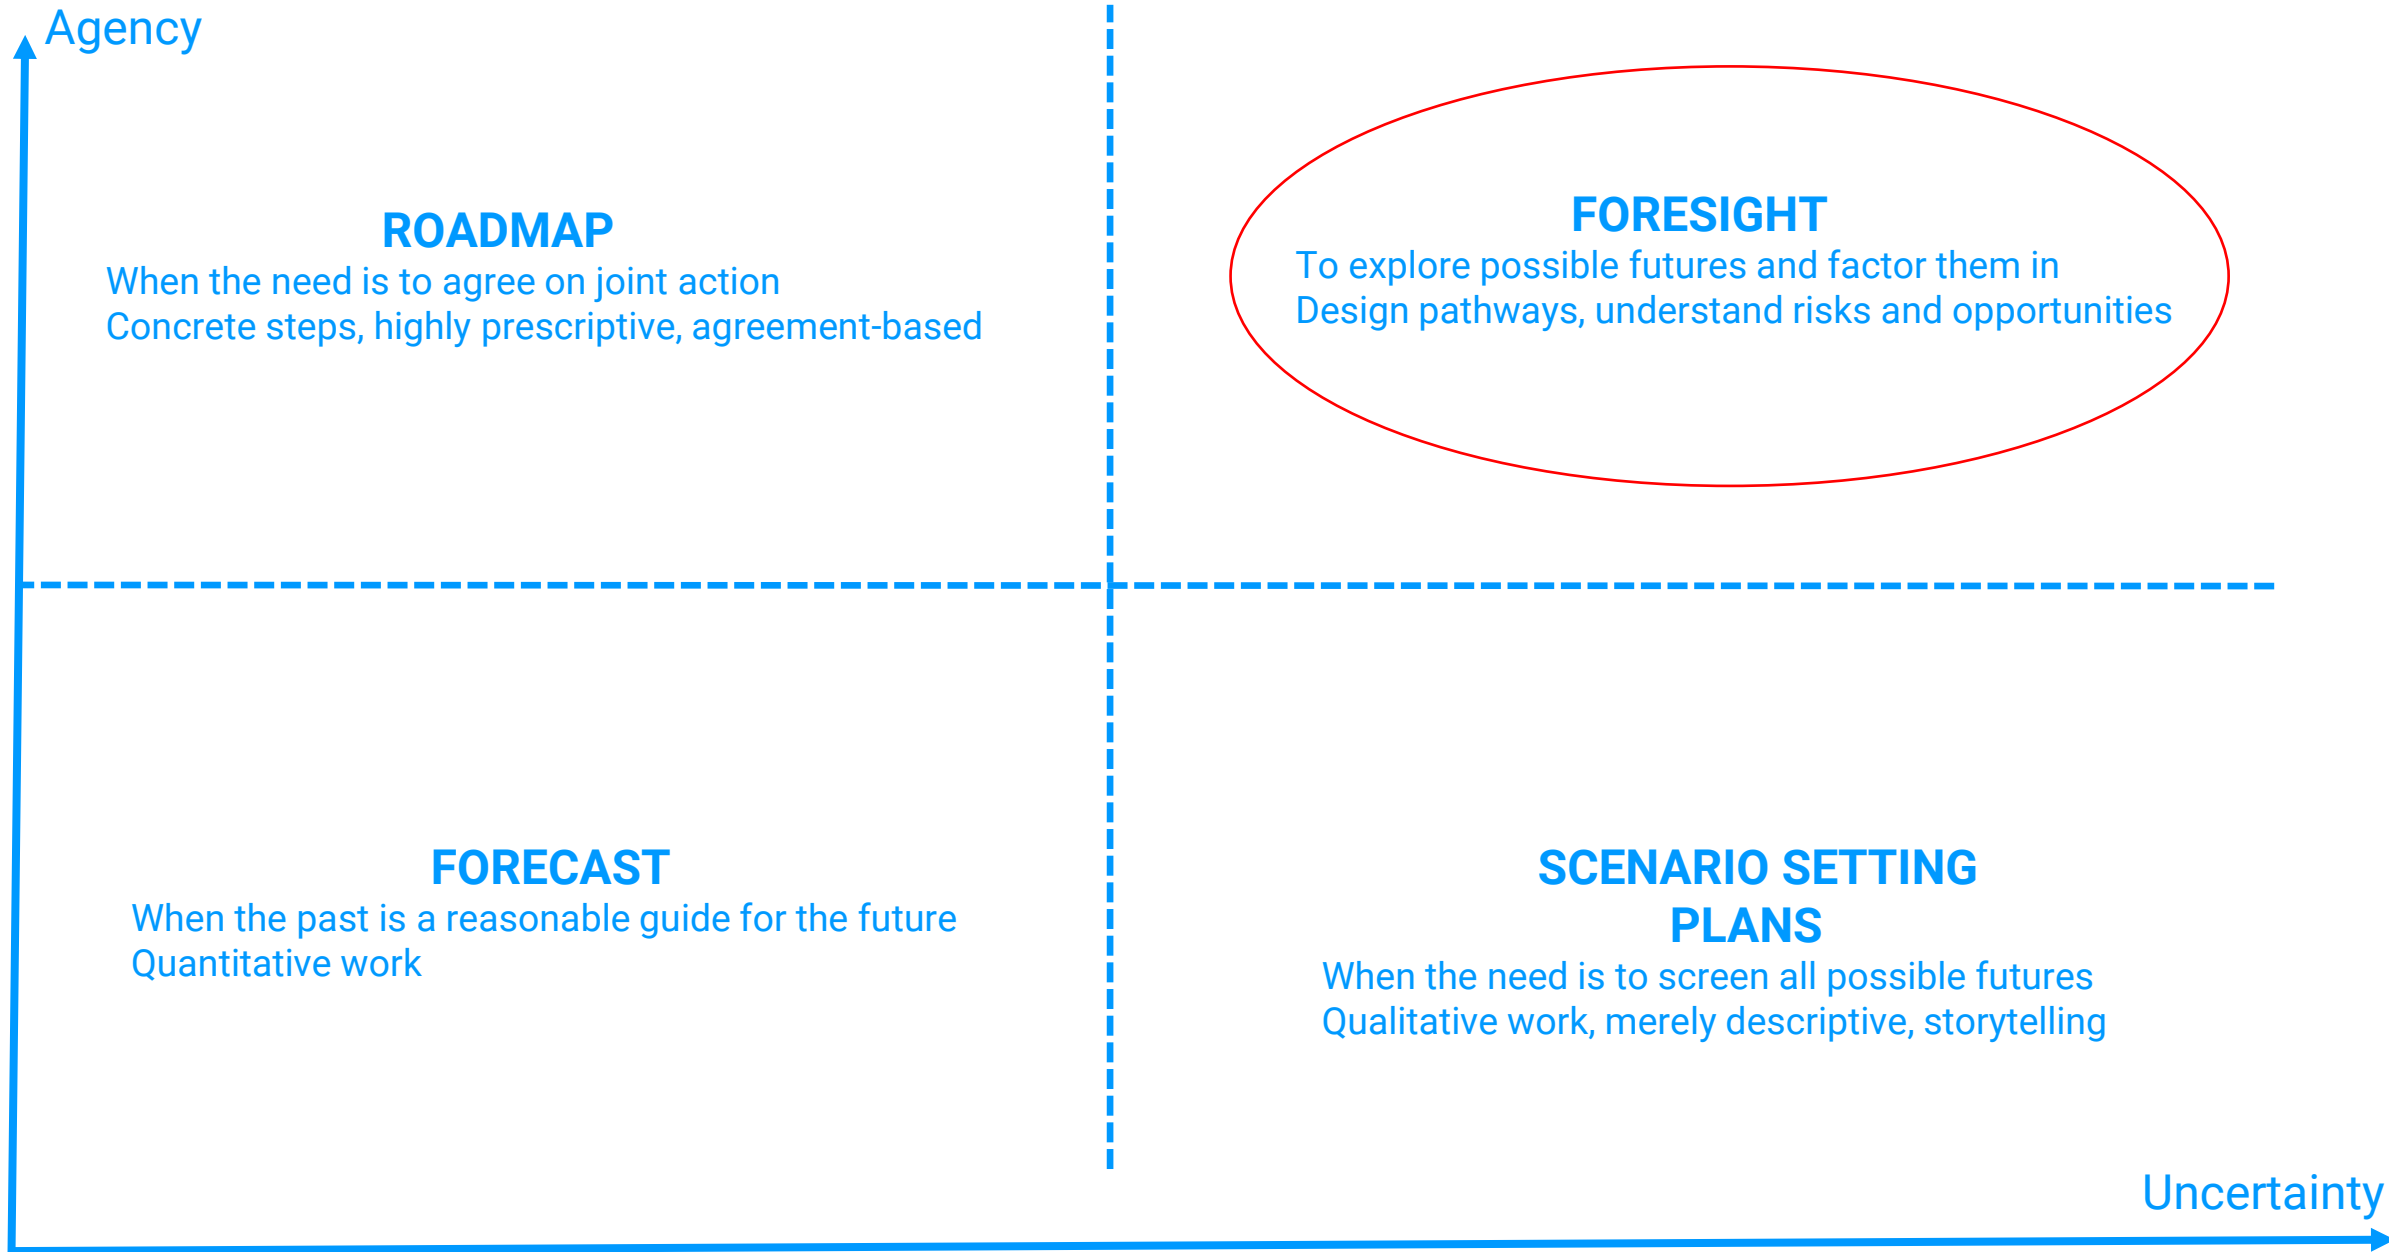 Agency
ROADMAP
When the need is to agree on joint action
Concrete steps, highly prescriptive, agreement-based
FORESIGHT
To explore possible futures and factor them in
Design pathways, understand risks and opportunities
FORECAST
When the past is a reasonable guide for the future
Quantitative work
SCENARIO SETTING
PLANS
When the need is to screen all possible futures
Qualitative work, merely descriptive, storytelling
Uncertainty